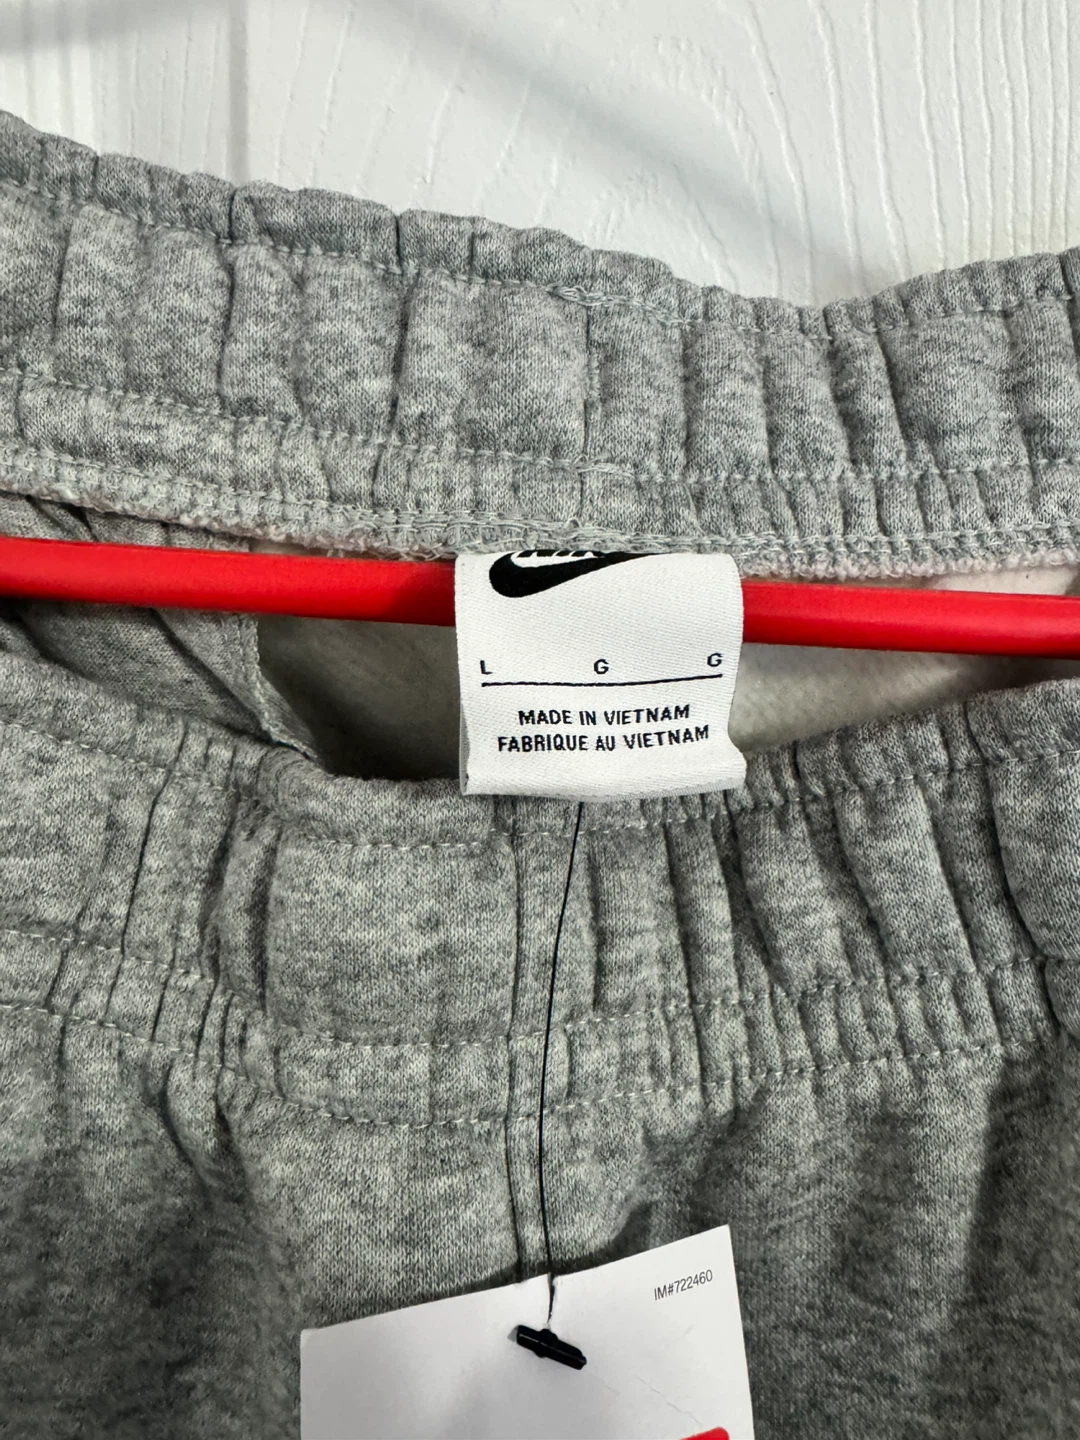 L G G
MADE IN VIETNAM
FABRIQUE AU VIETNAM
IM#722460